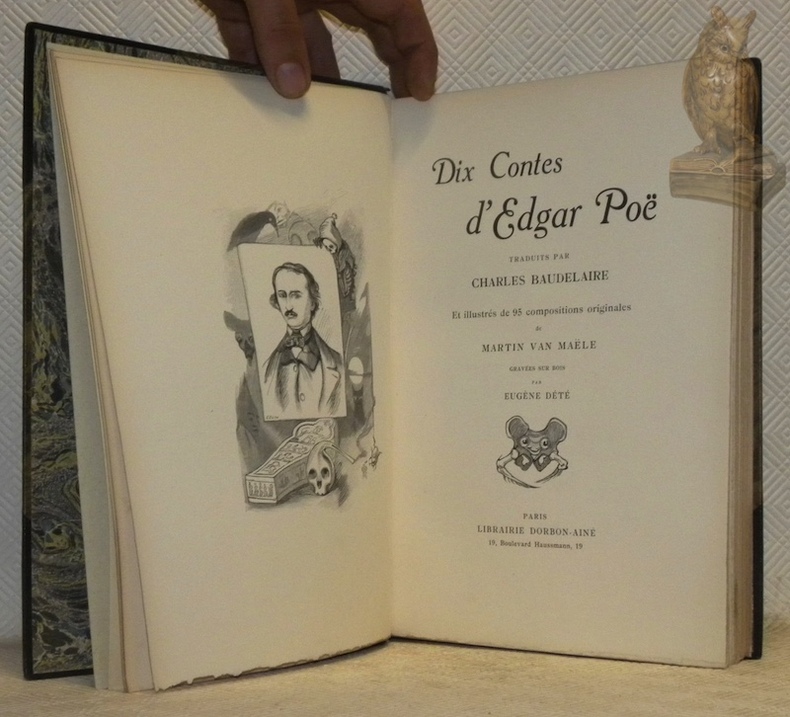 Dix Contes
d'Edgar Poë
TRADUITS PAR
CHARLES BAUDELAIRE
Et illustrés de 95 compositions originales
de
MARTIN VAN MAËLE
GRAVÉES SUR BOIS
PAR
EUGÈNE DÉTÉ
PARIS
LIBRAIRIE DORBON-AINÉ
19, Boulevard Haussmann, 19